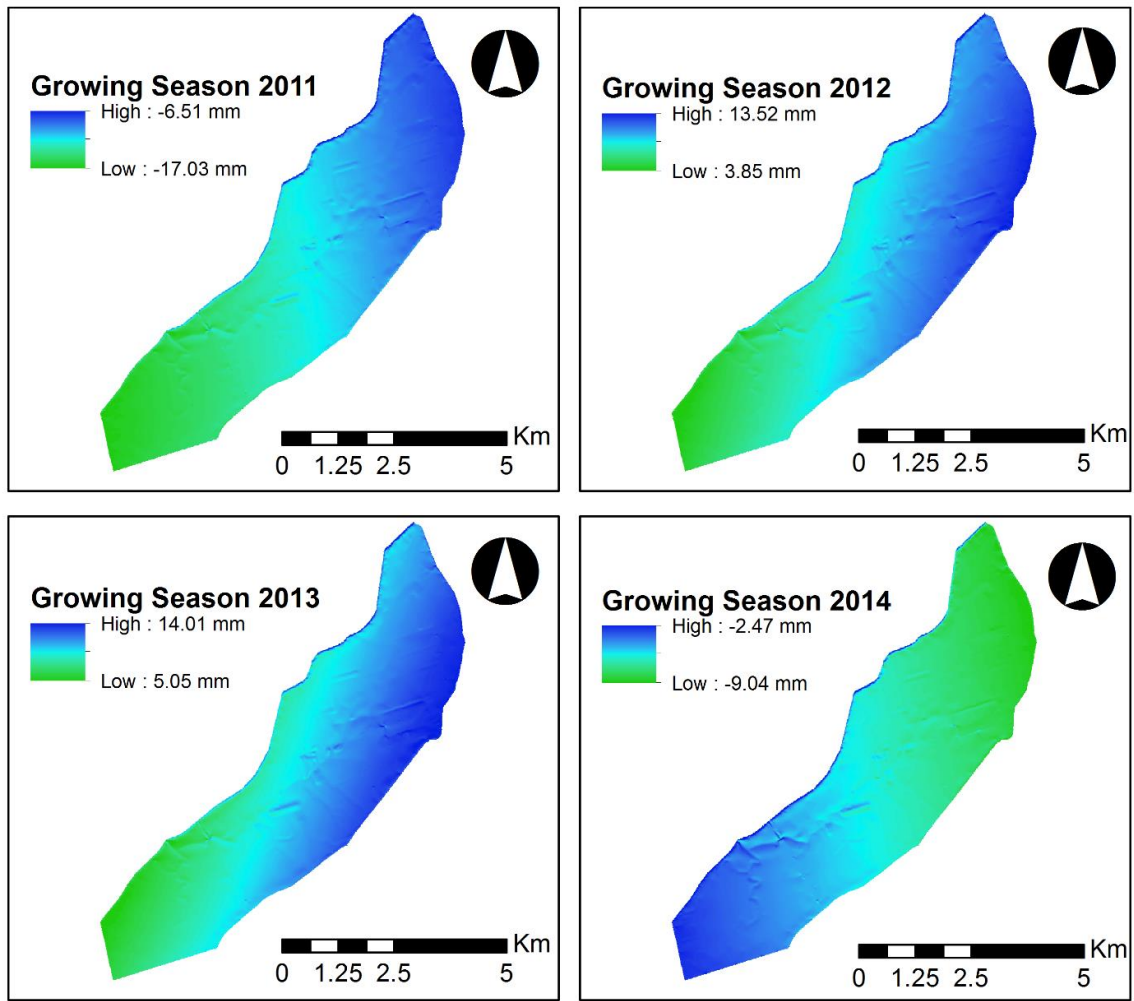 Growing Season 2011
High : -6.51 mm
Low : -17.03 mm
Km
0 1.25 2.5 5
Growing Season 2012
High : 13.52 mm
Low : 3.85 mm
Km
0 1.25 2.5 5
Growing Season 2013
High : 14.01 mm
Low : 5.05 mm
Km
0 1.25 2.5 5
Growing Season 2014
High : -2.47 mm
Low : -9.04 mm
Km
0 1.25 2.5 5